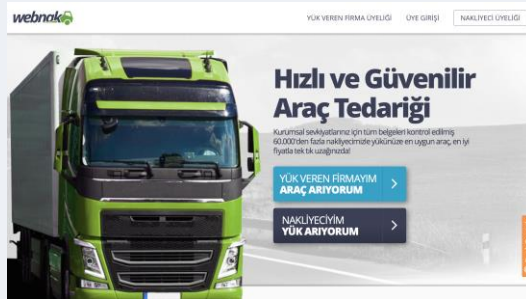 webnak
YÜK VEREN FİRMA ÜYELİĞİ
ÜYE GİRİŞİ
NAKLİYECİ ÜYELİĞİ
Hızlı ve Güvenilir
Araç Tedariği
Kurumsal sevkiyatlarınız için tüm belgeleri kontrol edilmiş
60.000'den fazla nakliyecimizle yükünüze en uygun araç, en iyi
fiyatla tek tık uzağınızda!
YÜK VEREN FİRMAYIM
ARAÇ ARIYORUM
NAKLİYECİYİM
YÜK ARIYORUM